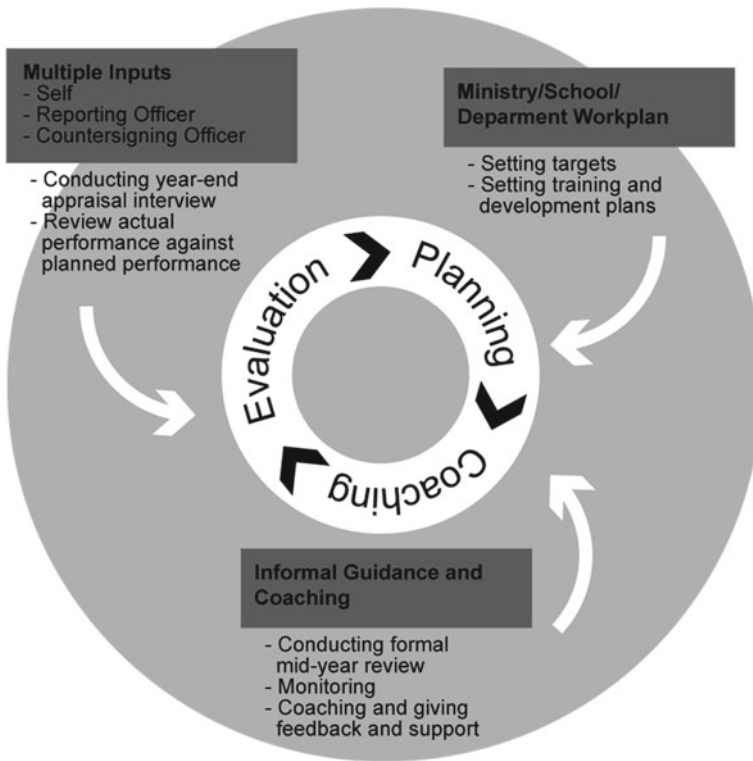 Multiple Inputs
- Self
- Reporting Officer
- Countersigning Officer
- Conducting year-end
appraisal interview
- Review actual
performance against
planned performance
Ministry/School/
Deparment Workplan
- Setting targets
- Setting training and
development plans
Evaluation
Planning
Coaching
Informal Guidance and
Coaching
- Conducting formal
mid-year review
- Monitoring
- Coaching and giving
feedback and support